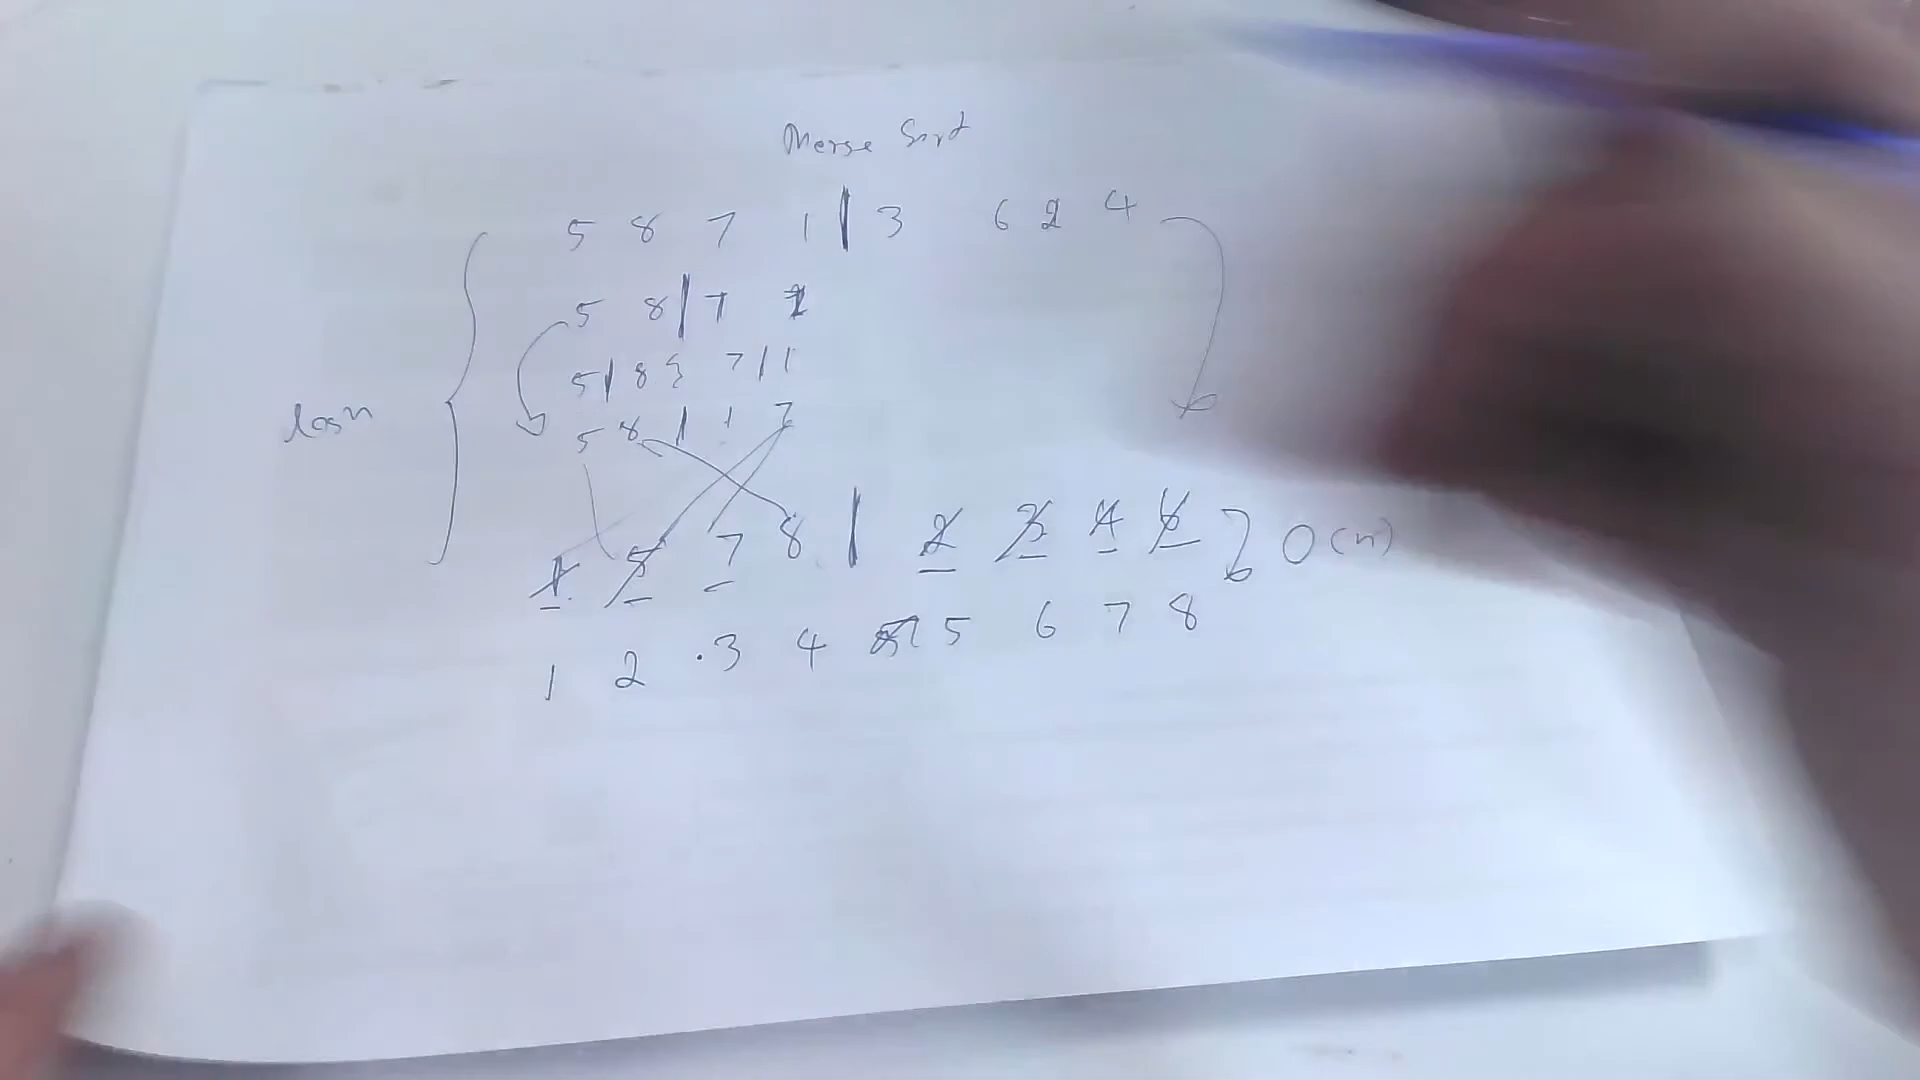 Merge Sort
5 8 7 1 | 3 6 2 4
5 8 | 7 1
5 | 8 } 7 | 1
log n
5 8 | 1 7
1 5 7 8 | 2 3 4 6 O(n)
1 2 .3 4 5 6 7 8